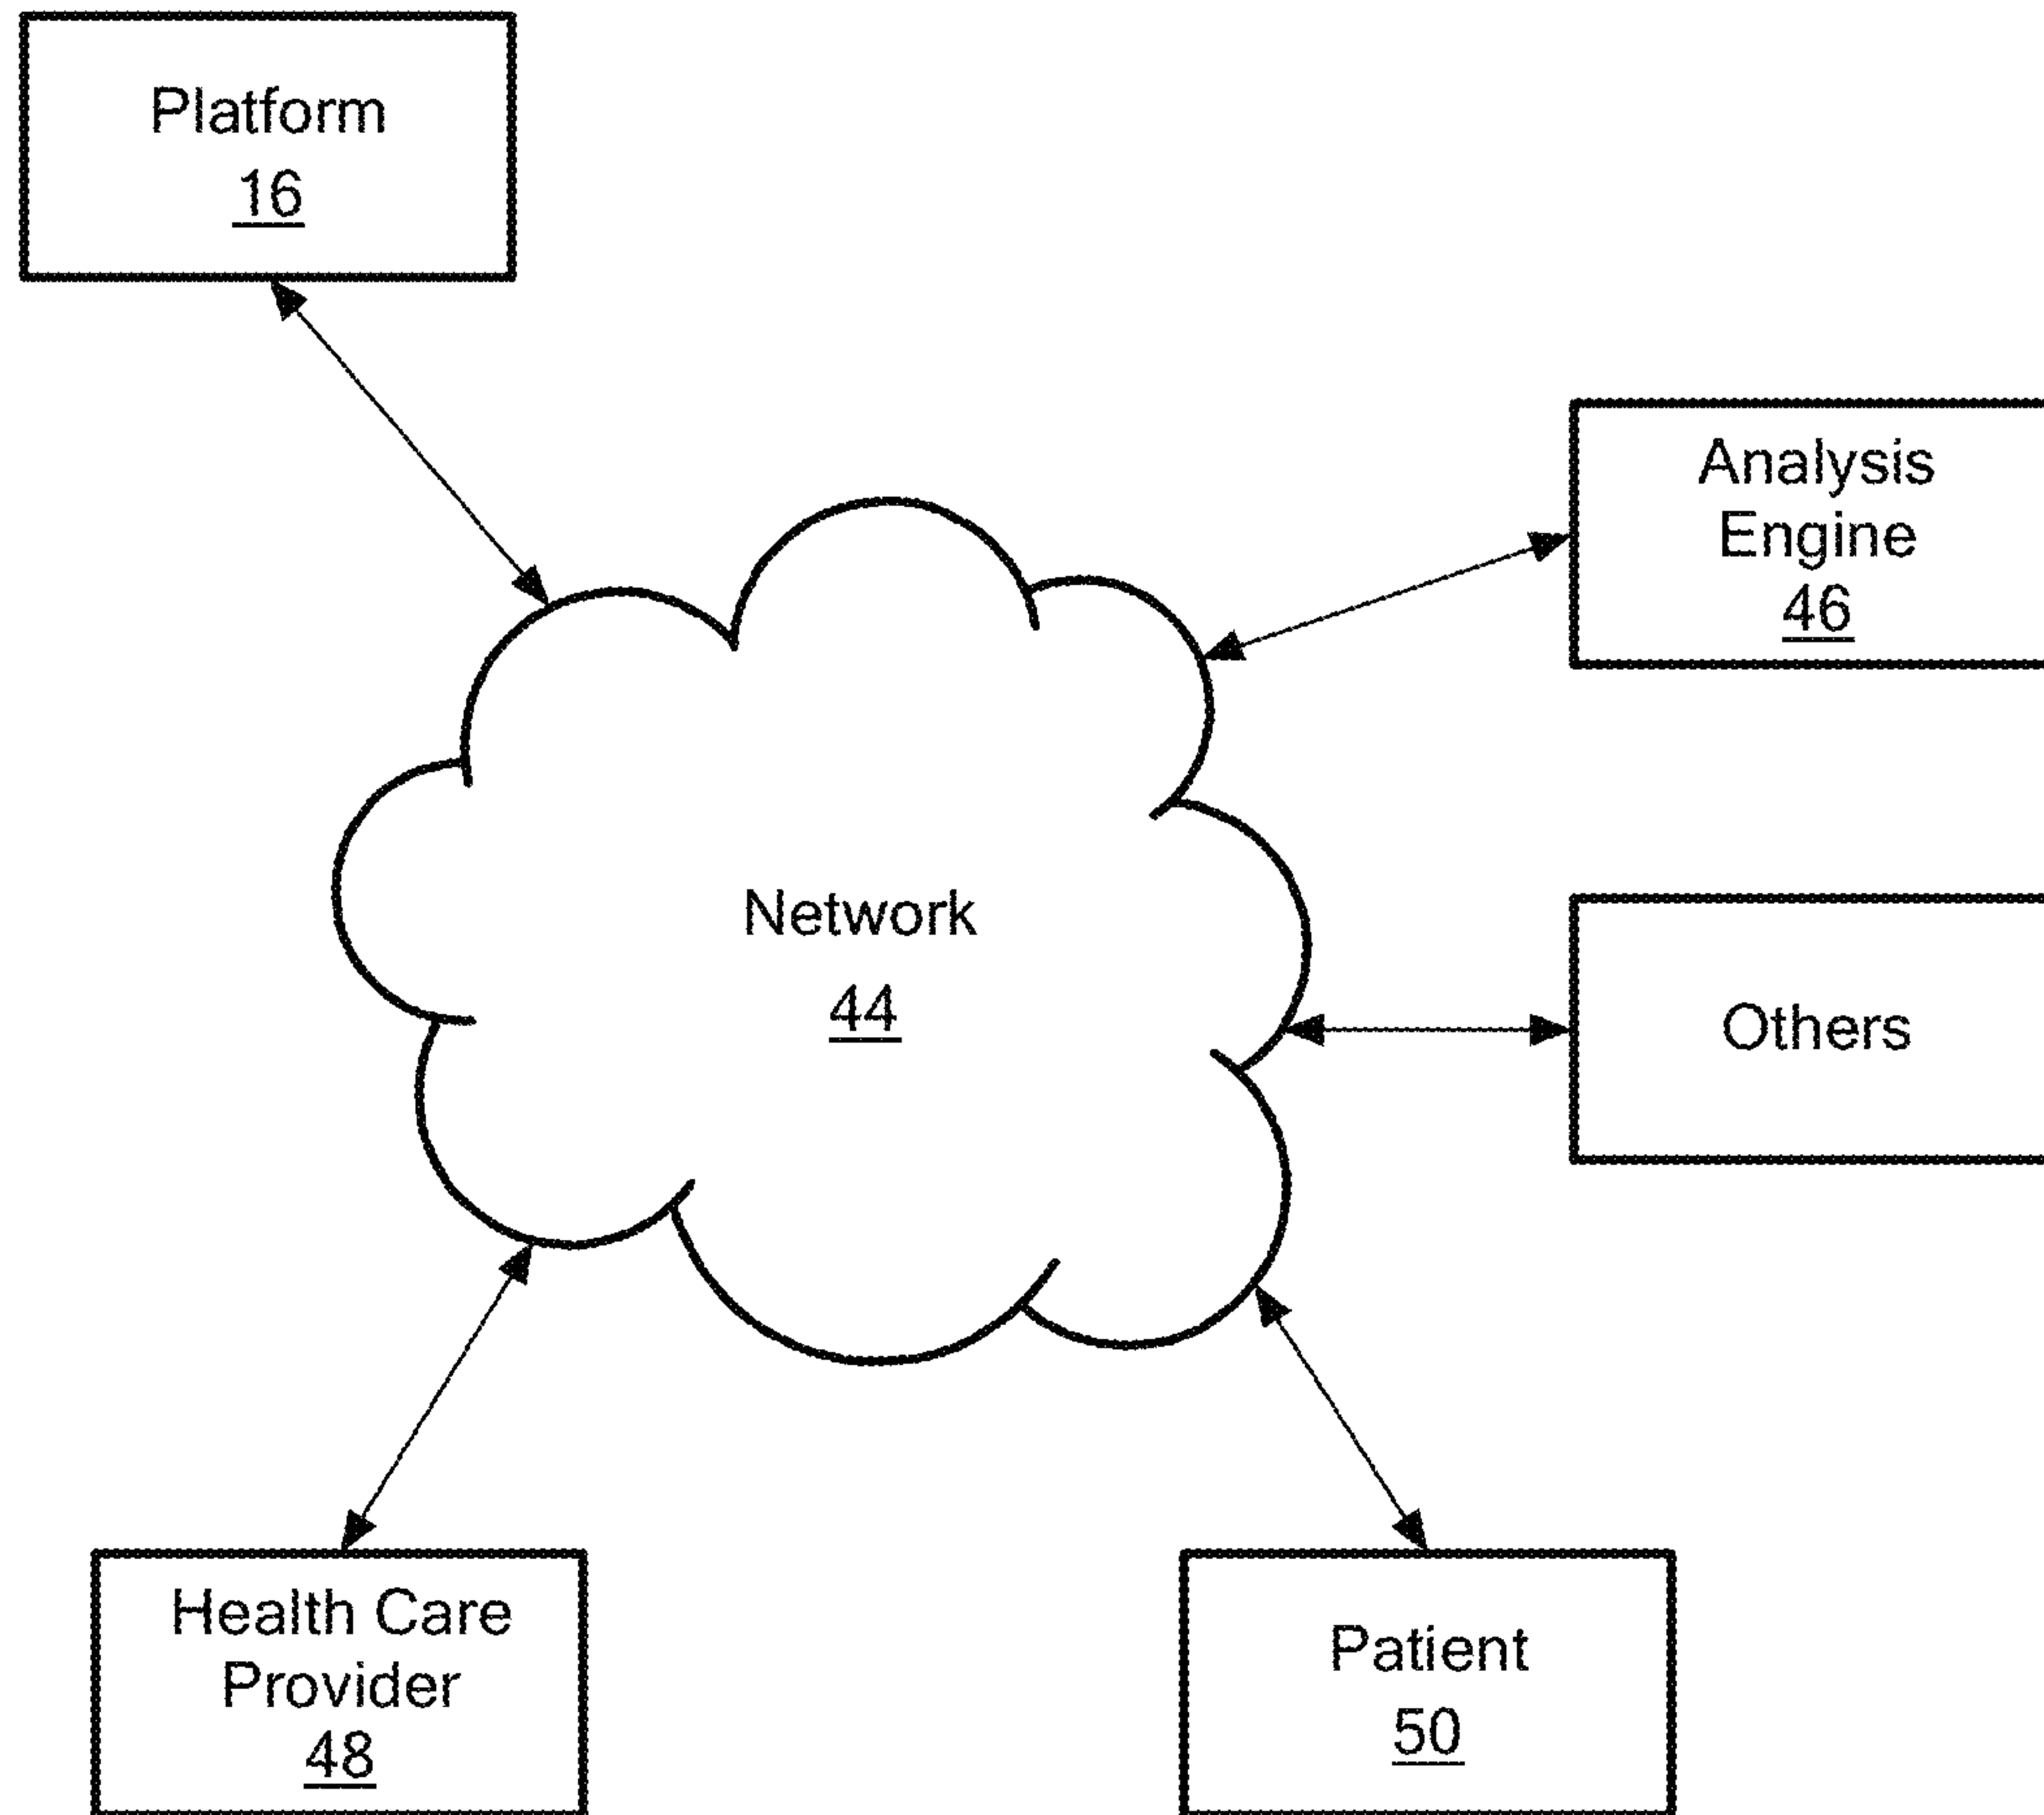 Platform
16
Analysis
Engine
46
Network
44
Others
Health Care
Provider
48
Patient
50